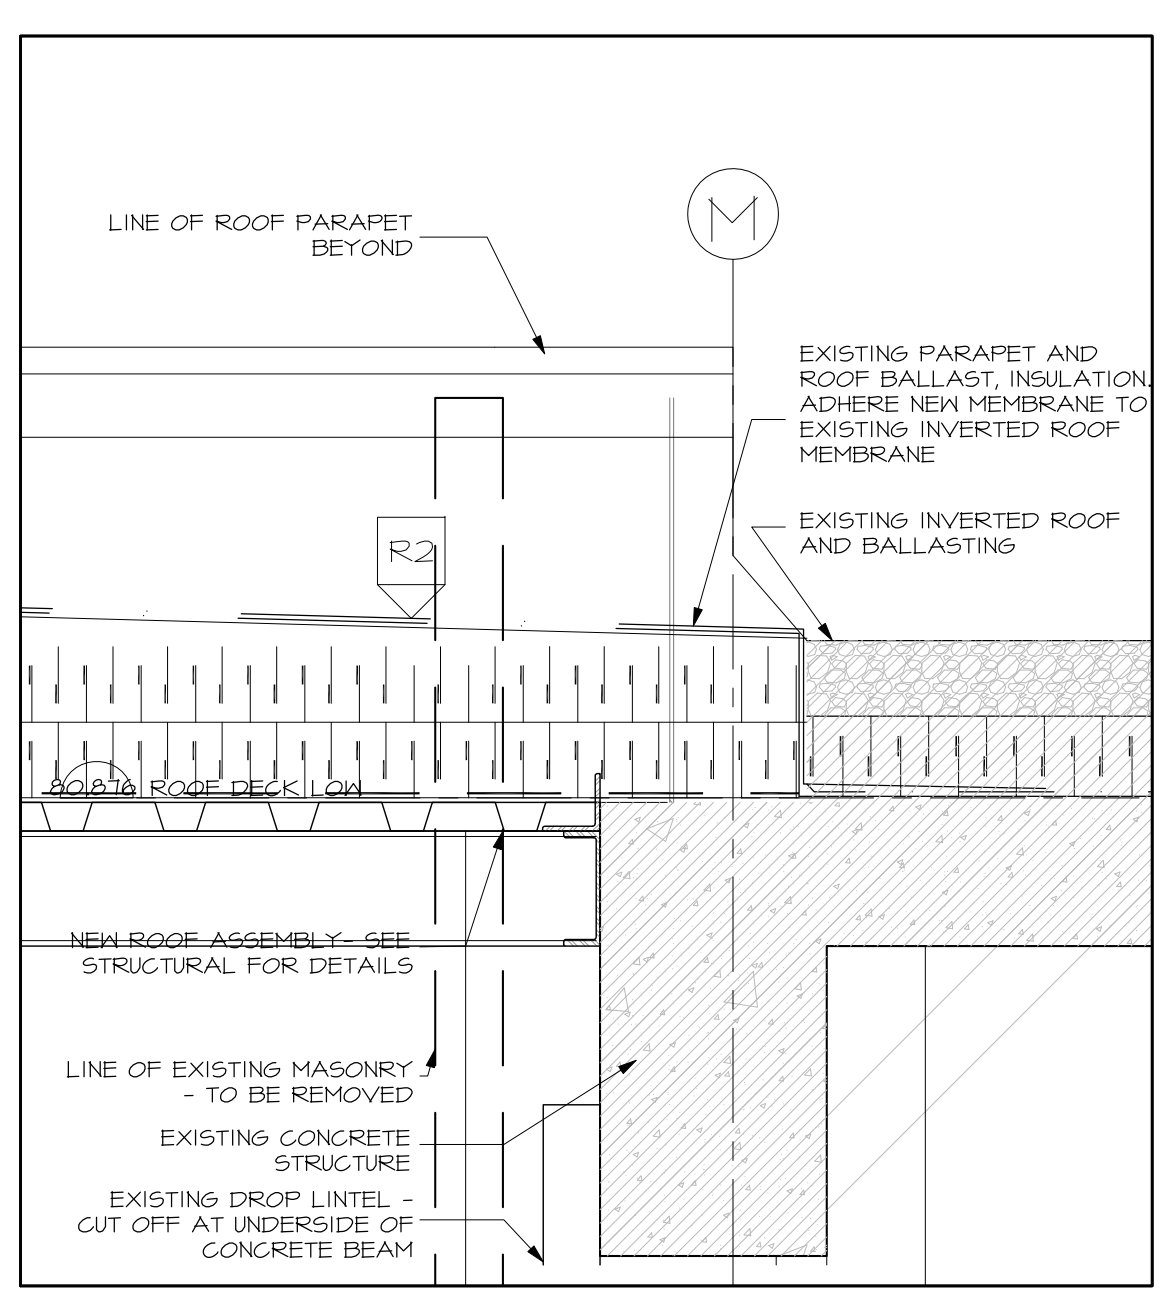 M
LINE OF ROOF PARAPET
BEYOND
EXISTING PARAPET AND
ROOF BALLAST, INSULATION.
ADHERE NEW MEMBRANE TO
EXISTING INVERTED ROOF
MEMBRANE
EXISTING INVERTED ROOF
AND BALLASTING
R2
80.876 ROOF DECK LOW
NEW ROOF ASSEMBLY- SEE
STRUCTURAL FOR DETAILS
LINE OF EXISTING MASONRY
- TO BE REMOVED
EXISTING CONCRETE
STRUCTURE
EXISTING DROP LINTEL -
CUT OFF AT UNDERSIDE OF
CONCRETE BEAM